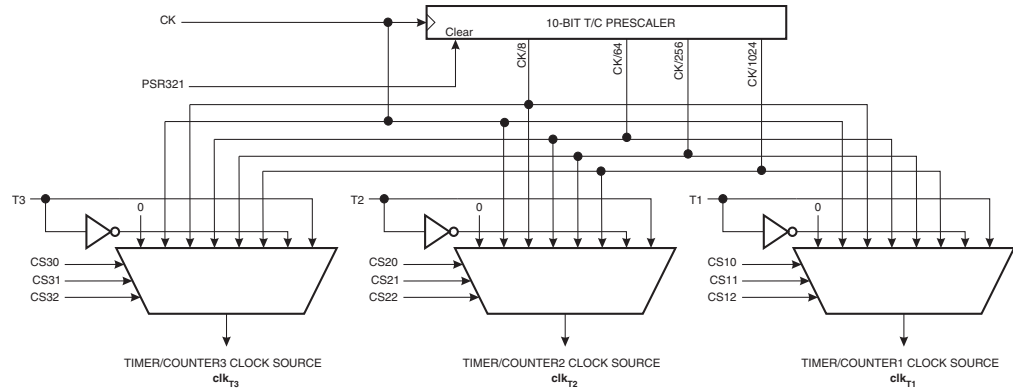 CK
10-BIT T/C PRESCALER
Clear
PSR321
CK/8
CK/64
CK/256
CK/1024
T3
0
CS30
CS31
CS32
TIMER/COUNTER3 CLOCK SOURCE
clkT3
T2
0
CS20
CS21
CS22
TIMER/COUNTER2 CLOCK SOURCE
clkT2
T1
0
CS10
CS11
CS12
TIMER/COUNTER1 CLOCK SOURCE
clkT1